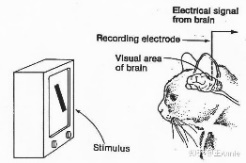 Electrical signal
from brain
Recording electrode
Visual area
of brain
Stimulus